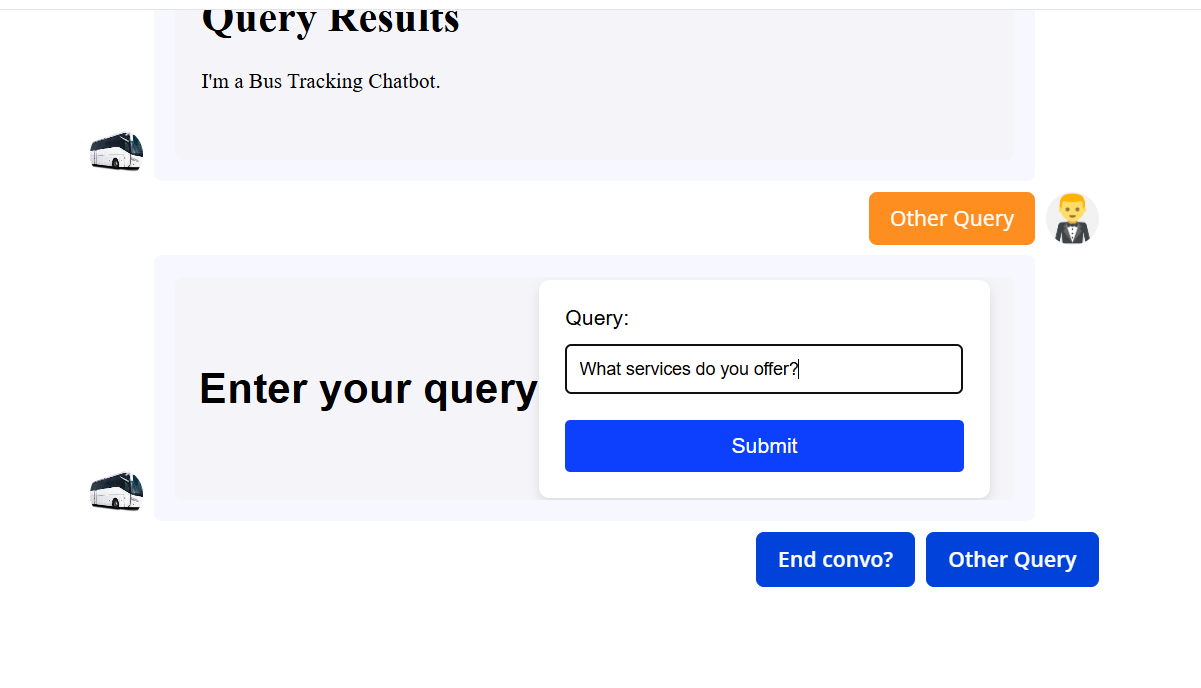 Query Results
I'm a Bus Tracking Chatbot.
Other Query
Query:
What services do you offer?
Enter your query
Submit
End convo?
Other Query